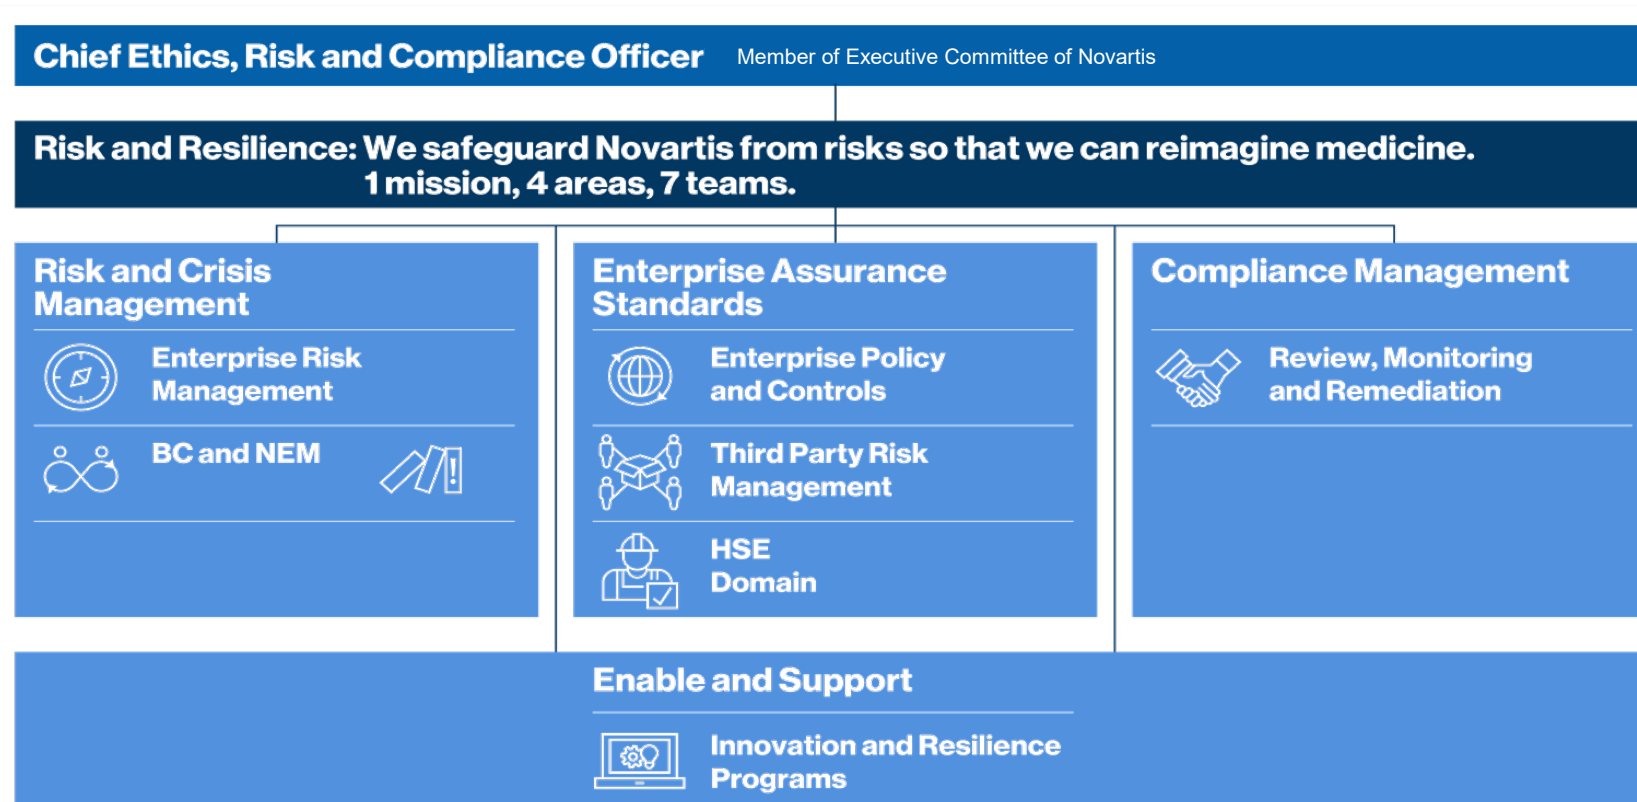 Chief Ethics, Risk and Compliance Officer Member of Executive Committee of Novartis
Risk and Resilience: We safeguard Novartis from risks so that we can reimagine medicine.
1 mission, 4 areas, 7 teams.
Risk and Crisis
Management
Enterprise Risk
Management
BC and NEM
!
Enterprise Assurance
Standards
Enterprise Policy
and Controls
Third Party Risk
Management
HSE
Domain
Compliance Management
Review, Monitoring
and Remediation
Enable and Support
Innovation and Resilience
Programs